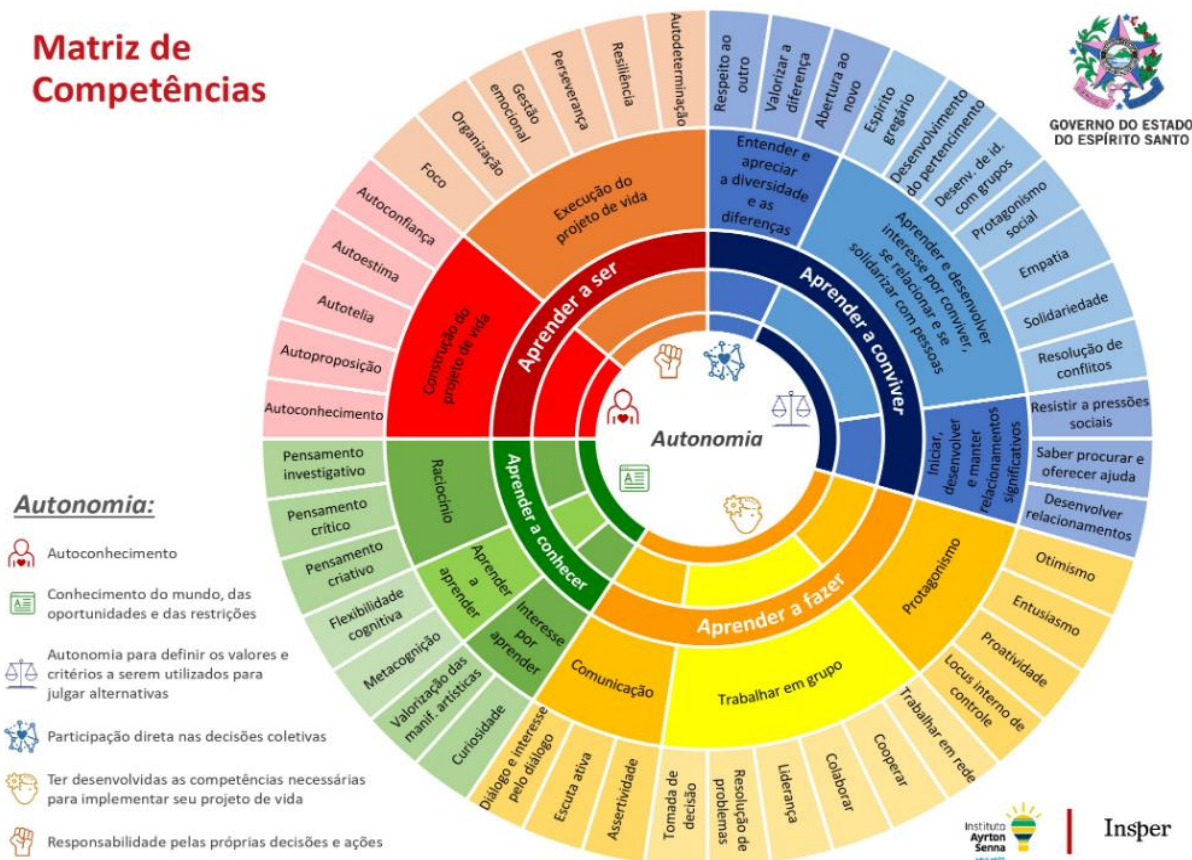 Matriz de
Competências
GOVERNO DO ESTADO
DO ESPÍRITO SANTO
Autonomia
Aprender a ser
Construção do
projeto de vida
Autoconhecimento
Autoproposição
Autotelia
Autoestima
Autoconfiança
Execução do
projeto de vida
Foco
Organização
Gestão
emocional
Perseverança
Resiliência
Autodeterminação
Aprender a conviver
Entender e
apreciar
a diversidade
e as
diferenças
Respeito ao
outro
Valorizar a
diferença
Abertura ao
novo
Aprender e desenvolver
interesse por conviver,
se relacionar e se
solidarizar com pessoas
Espírito
gregário
Desenvolvimento
do pertencimento
Desenv. de id.
com grupos
Protagonismo
social
Empatia
Solidariedade
Resolução de
conflitos
Iniciar,
desenvolver
e manter
relacionamentos
significativos
Resistir a pressões
sociais
Saber procurar e
oferecer ajuda
Desenvolver
relacionamentos
Aprender a fazer
Protagonismo
Otimismo
Entusiasmo
Proatividade
Locus interno de
controle
Trabalhar em grupo
Trabalhar em rede
Cooperar
Colaborar
Liderança
Resolução de
problemas
Tomada de
decisão
Comunicação
Assertividade
Escuta ativa
Diálogo e interesse
pelo diálogo
Aprender a conhecer
Interesse
por
aprender
Curiosidade
Valorização das
manif. artísticas
Aprender
a
aprender
Metacognição
Flexibilidade
cognitiva
Raciocínio
Pensamento
criativo
Pensamento
crítico
Pensamento
investigativo
Autonomia:
Autoconhecimento
Conhecimento do mundo, das
oportunidades e das restrições
Autonomia para definir os valores e
critérios a serem utilizados para
julgar alternativas
Participação direta nas decisões coletivas
Ter desenvolvidas as competências necessárias
para implementar seu projeto de vida
Responsabilidade pelas próprias decisões e ações
Instituto
Ayrton
Senna
Insper